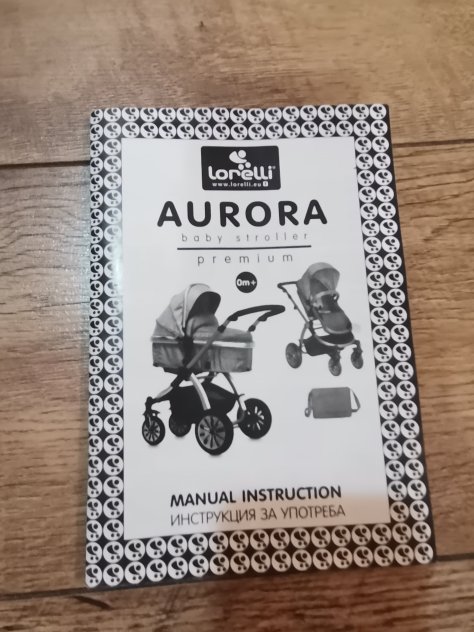 Lorelli
www.lorelli.eu
AURORA
baby stroller
premium
0m+
MANUAL INSTRUCTION
ИНСТРУКЦИЯ ЗА УПОТРЕБА